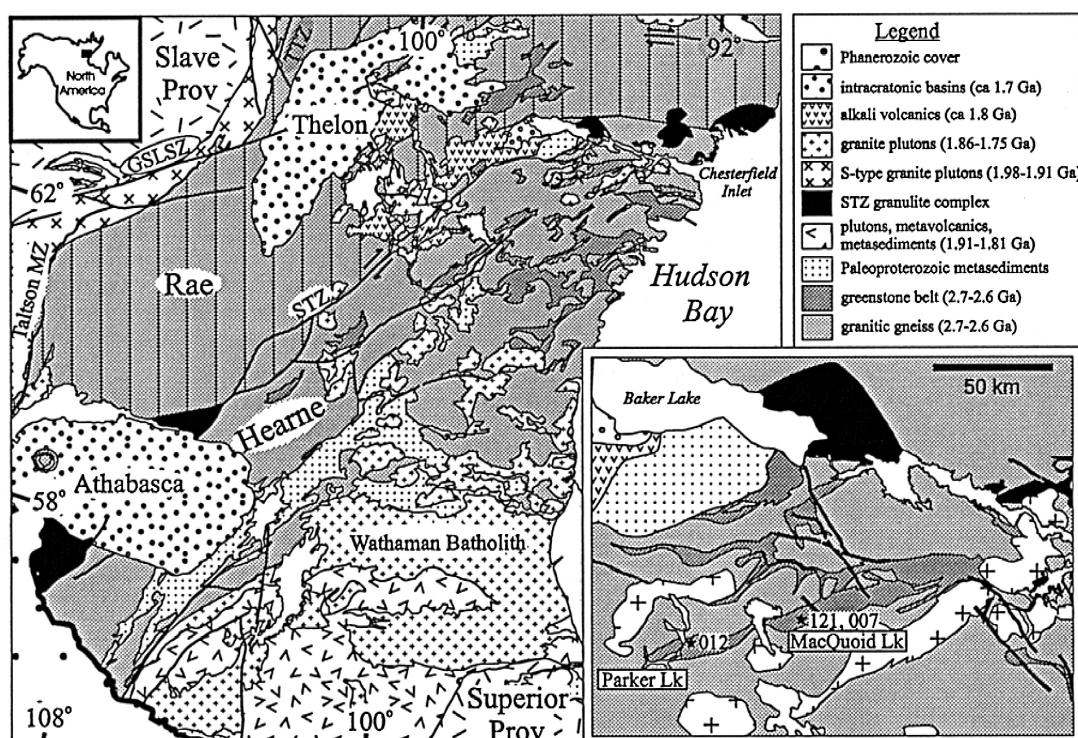 North
America
Slave
Prov
TTZ
100°
92°
Thelon
GSLSZ
62°
Chesterfield
Inlet
Taltson MZ
Rae
STZ
Hudson
Bay
Hearne
Athabasca
58°
Wathaman Batholith
Superior
Prov
108°
100°
Legend
Phanerozoic cover
intracratonic basins (ca 1.7 Ga)
alkali volcanics (ca 1.8 Ga)
granite plutons (1.86-1.75 Ga)
S-type granite plutons (1.98-1.91 Ga)
STZ granulite complex
plutons, metavolcanics,
metasediments (1.91-1.81 Ga)
Paleoproterozoic metasediments
greenstone belt (2.7-2.6 Ga)
granitic gneiss (2.7-2.6 Ga)
50 km
Baker Lake
121, 007
012
MacQuoid Lk
Parker Lk